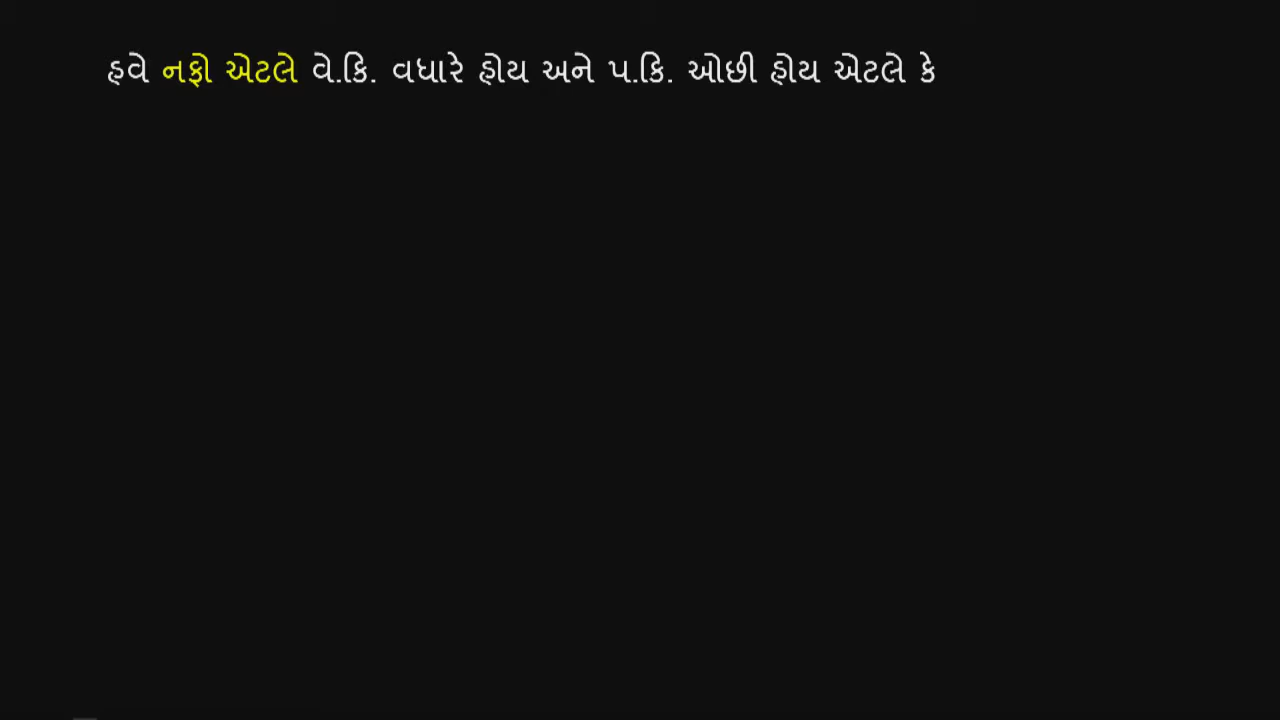 હવે નફો એટલે વે.કિ. વધારે હોય અને પ.કિ. ઓછી હોય એટલે કે